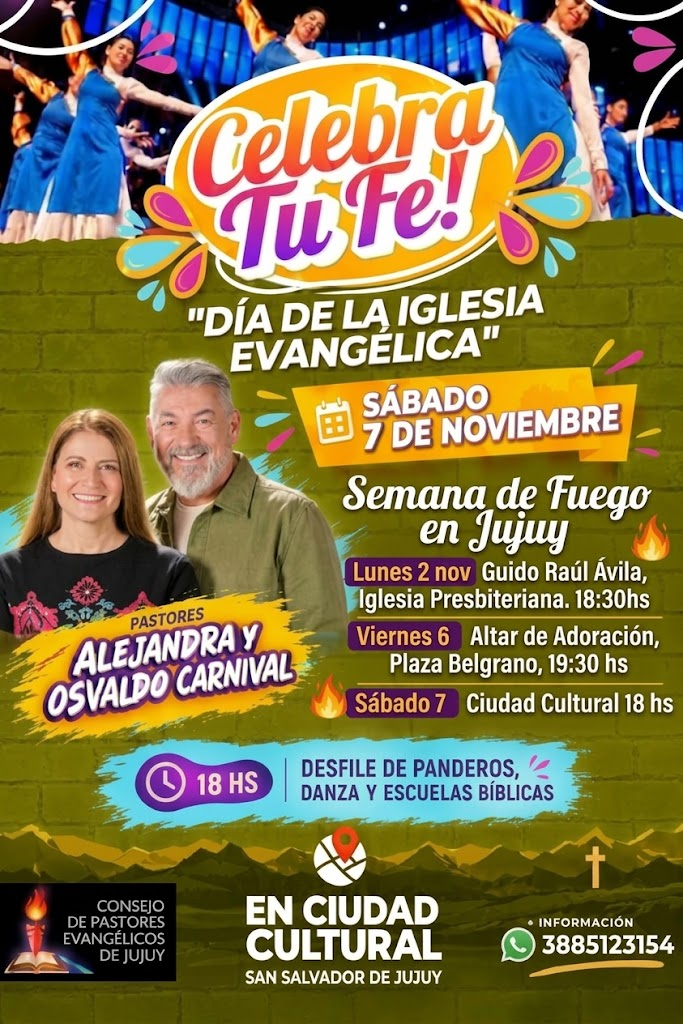 Celebra
Tu Fe!
"DÍA DE LA IGLESIA
EVANGÉLICA"
SÁBADO
7 DE NOVIEMBRE
Semana de Fuego
en Jujuy
Lunes 2 nov Guido Raúl Ávila,
Iglesia Presbiteriana. 18:30hs
Viernes 6 Altar de Adoración,
Plaza Belgrano, 19:30 hs
Sábado 7 Ciudad Cultural 18 hs
PASTORES
ALEJANDRA Y
OSVALDO CARNIVAL
18 HS
DESFILE DE PANDEROS,
DANZA Y ESCUELAS BÍBLICAS
CONSEJO
DE PASTORES
EVANGÉLICOS
DE JUJUY
EN CIUDAD
CULTURAL
SAN SALVADOR DE JUJUY
• INFORMACIÓN
3885123154